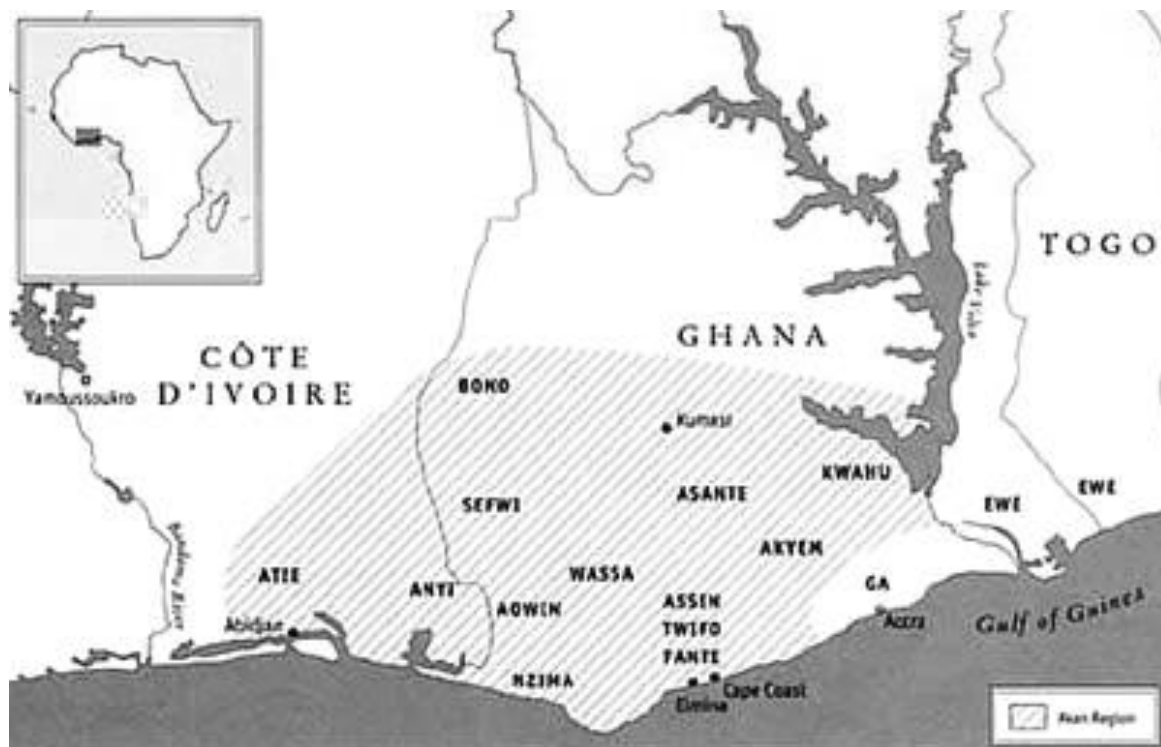 TOGO
GHANA
CÔTE
D'IVOIRE
Yamoussoukro
BONO
Kumasi
KWAHU
ASANTE
SEFWI
EWE
EWE
AKYEM
ATIE
WASSA
ANYI
GA
AOWIN
ASSIN
Accra
Gulf of Guinea
Abidjan
TWIFO
FANTE
NZIMA
Cape Coast
Elmina
Akan Region